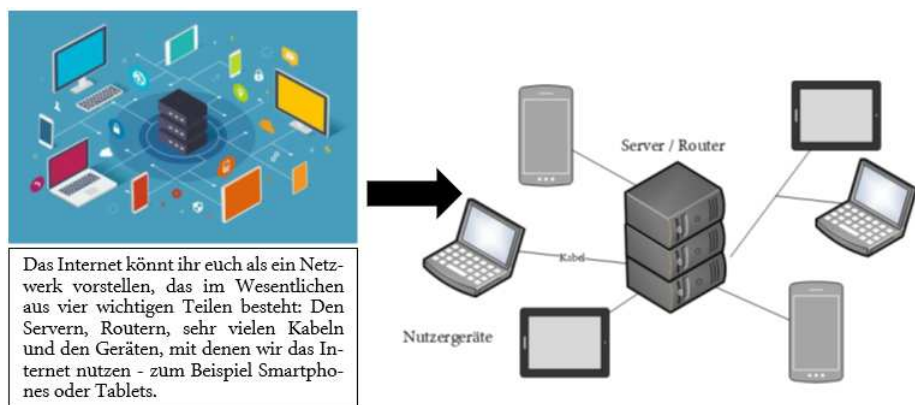 Das Internet könnt ihr euch als ein Netz-
werk vorstellen, das im Wesentlichen
aus vier wichtigen Teilen besteht: Den
Servern, Routern, sehr vielen Kabeln
und den Geräten, mit denen wir das In-
ternet nutzen - zum Beispiel Smartpho-
nes oder Tablets.
Server / Router
Kabel
Nutzergeräte